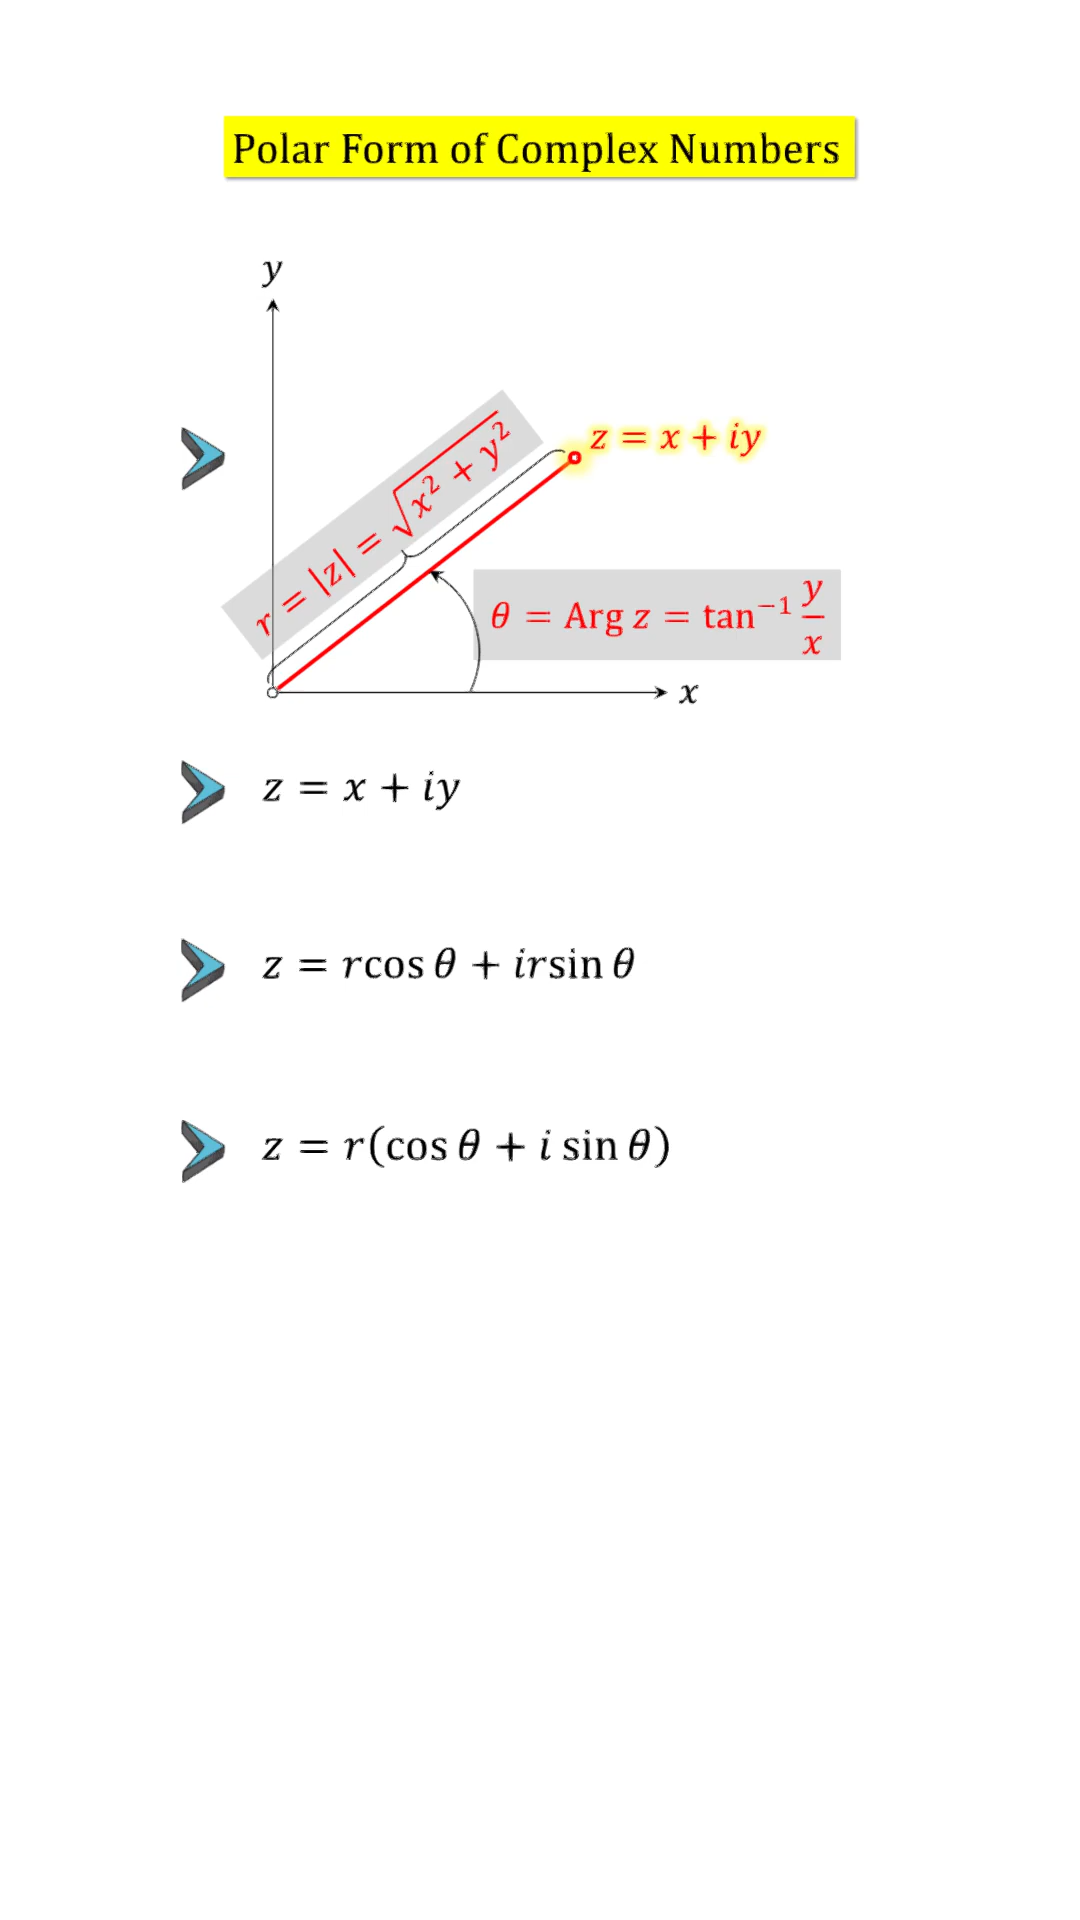 Polar Form of Complex Numbers
y
z = x + iy
r = |z| = √(x² + y²)
θ = Arg z = tan⁻¹ y/x
x
z = x + iy
z = rcos θ + irsin θ
z = r(cos θ + i sin θ)